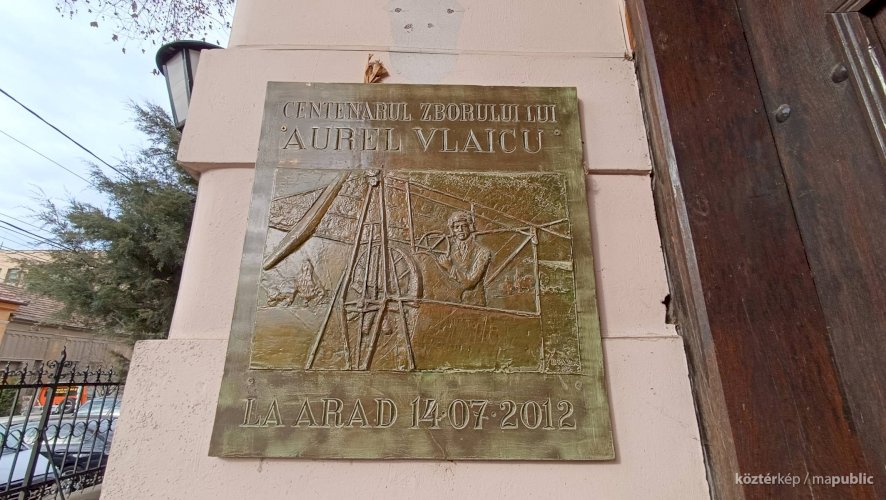 CENTENARUL ZBORULUI LUI
AUREL VLAICU
LA ARAD 14·07·2012
köztérkép / mapublic